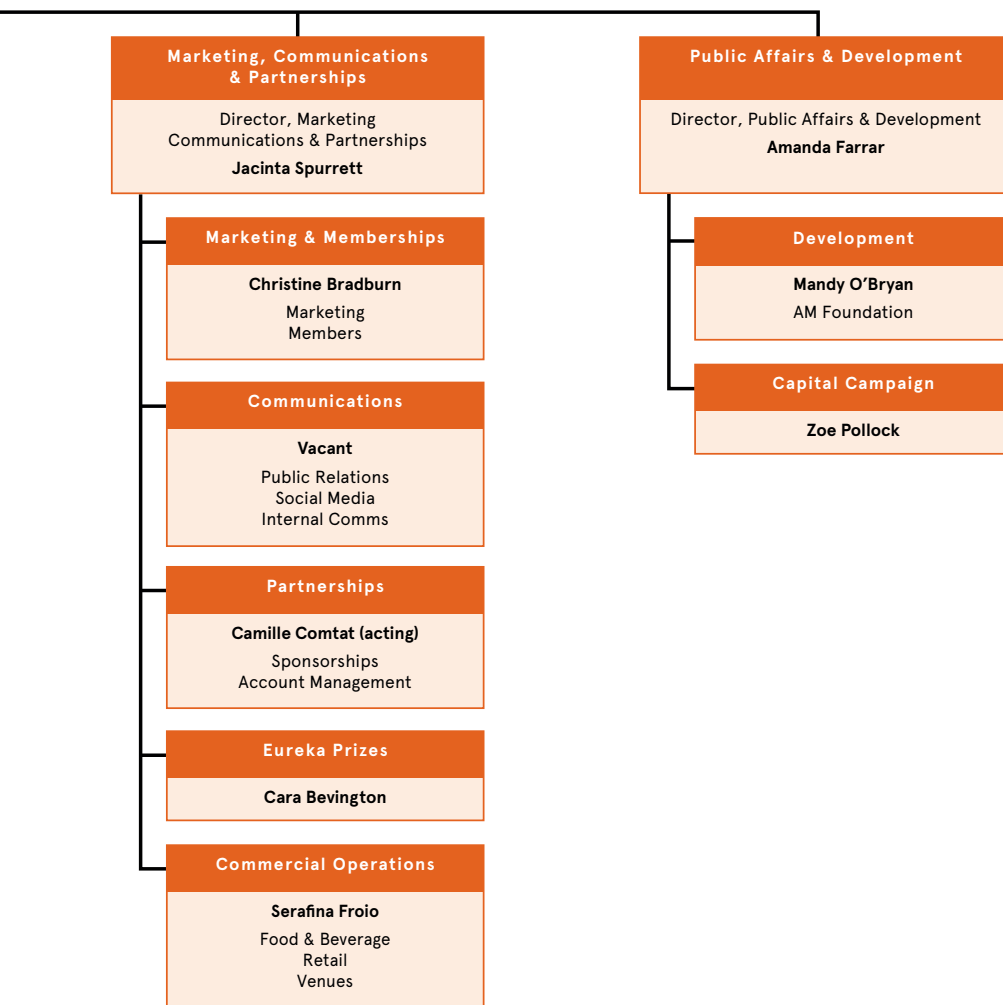 Marketing, Communications
& Partnerships
Director, Marketing
Communications & Partnerships
Jacinta Spurrett
Marketing & Memberships
Christine Bradburn
Marketing
Members
Communications
Vacant
Public Relations
Social Media
Internal Comms
Partnerships
Camille Comtat (acting)
Sponsorships
Account Management
Eureka Prizes
Cara Bevington
Commercial Operations
Serafina Froio
Food & Beverage
Retail
Venues
Public Affairs & Development
Director, Public Affairs & Development
Amanda Farrar
Development
Mandy O’Bryan
AM Foundation
Capital Campaign
Zoe Pollock